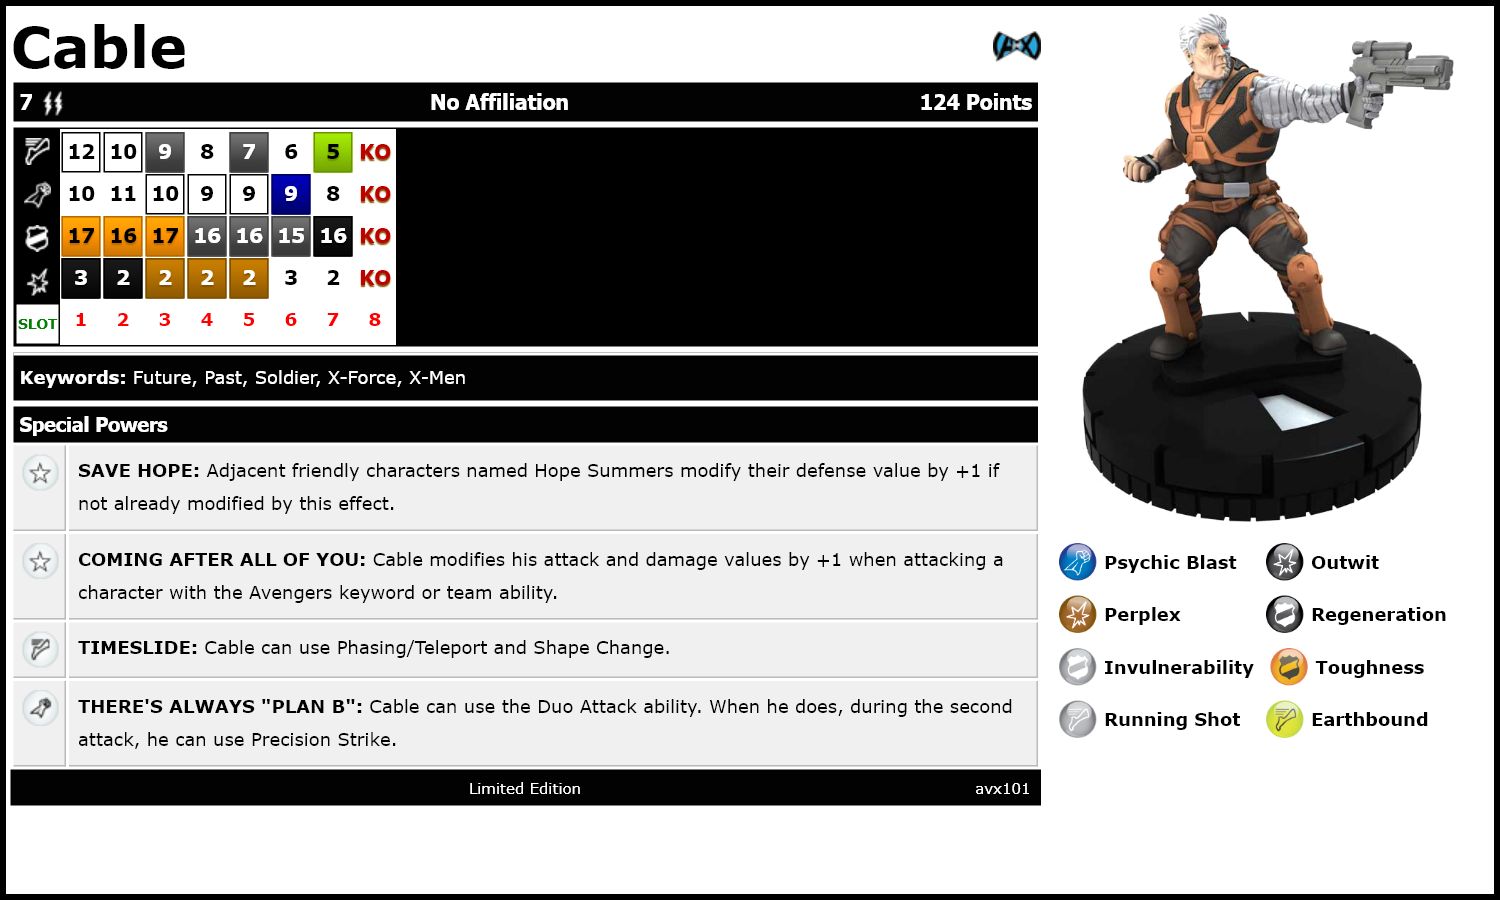 Cable
AvX
7 No Affiliation 124 Points
12 10 9 8 7 6 5 KO
10 11 10 9 9 9 8 KO
17 16 17 16 16 15 16 KO
3 2 2 2 2 3 2 KO
SLOT 1 2 3 4 5 6 7 8
Keywords: Future, Past, Soldier, X-Force, X-Men
Special Powers
SAVE HOPE: Adjacent friendly characters named Hope Summers modify their defense value by +1 if
not already modified by this effect.
COMING AFTER ALL OF YOU: Cable modifies his attack and damage values by +1 when attacking a
character with the Avengers keyword or team ability.
TIMESLIDE: Cable can use Phasing/Teleport and Shape Change.
THERE'S ALWAYS "PLAN B": Cable can use the Duo Attack ability. When he does, during the second
attack, he can use Precision Strike.
Limited Edition avx101
Psychic Blast Outwit
Perplex Regeneration
Invulnerability Toughness
Running Shot Earthbound